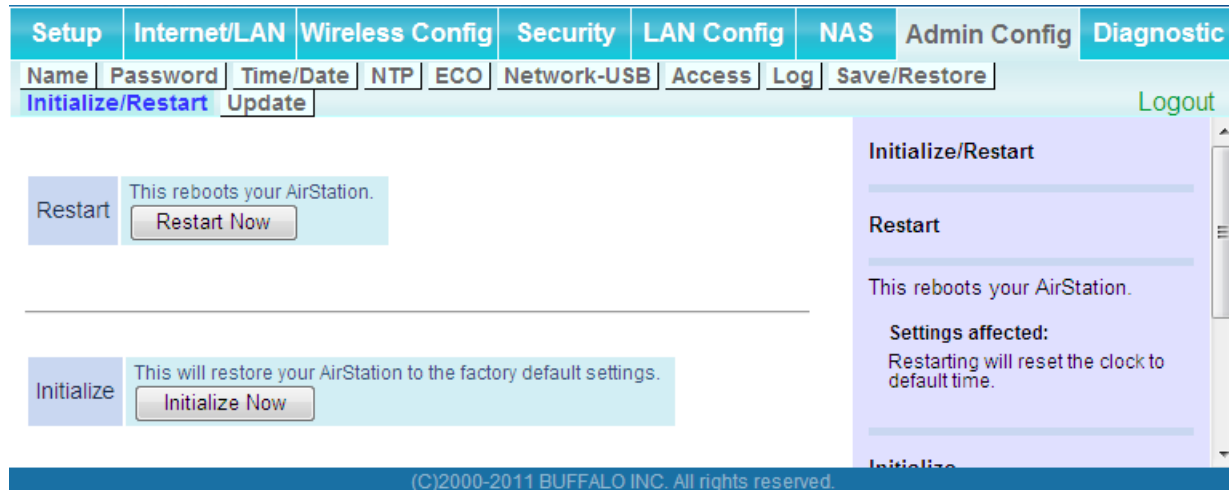 Setup Internet/LAN Wireless Config Security LAN Config NAS Admin Config Diagnostic
Name Password Time/Date NTP ECO Network-USB Access Log Save/Restore
Initialize/Restart Update
Logout
Restart
This reboots your AirStation.
Restart Now
Initialize
This will restore your AirStation to the factory default settings.
Initialize Now
Initialize/Restart
Restart
This reboots your AirStation.
Settings affected:
Restarting will reset the clock to
default time.
Initialize
(C)2000-2011 BUFFALO INC. All rights reserved.